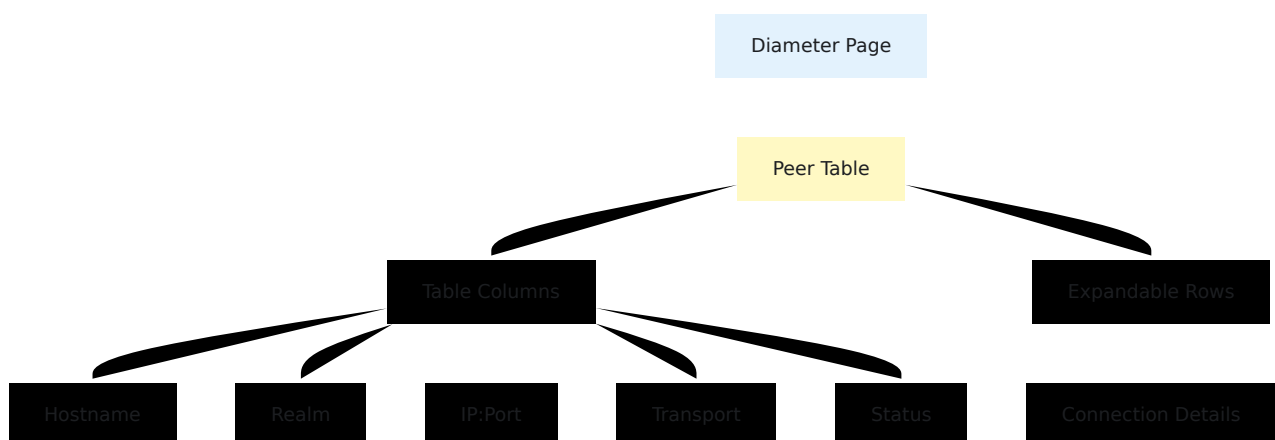 Diameter Page
Peer Table
Table Columns
Expandable Rows
Hostname
Realm
IP:Port
Transport
Status
Connection Details